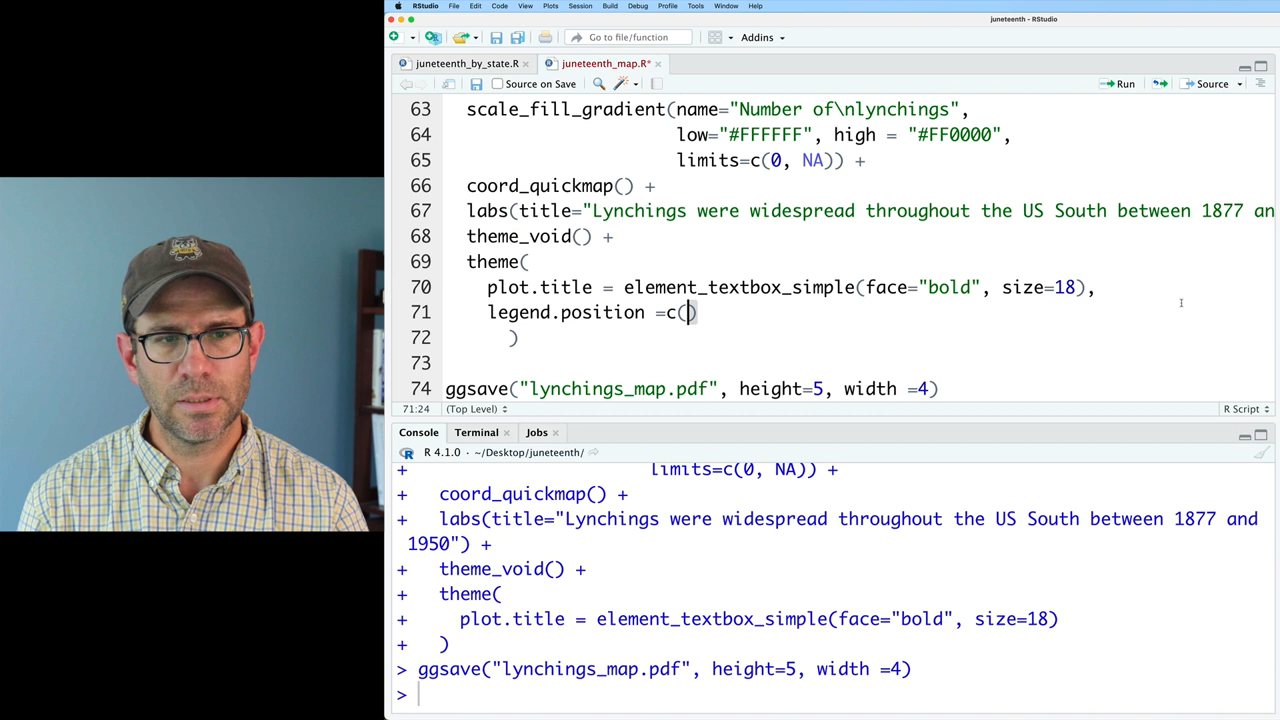 RStudio File Edit Code View Plots Session Build Debug Profile Tools Window Help
juneteenth - RStudio
Go to file/function Addins
juneteenth_by_state.R juneteenth_map.R*
Source on Save Run Source
63 scale_fill_gradient(name="Number of\nlynchings",
64 low="#FFFFFF", high = "#FF0000",
65 limits=c(0, NA)) +
66 coord_quickmap() +
67 labs(title="Lynchings were widespread throughout the US South between 1877 an
68 theme_void() +
69 theme(
70 plot.title = element_textbox_simple(face="bold", size=18),
71 legend.position =c()
72 )
73
74 ggsave("lynchings_map.pdf", height=5, width =4)
71:24 (Top Level) R Script
Console Terminal Jobs
R 4.1.0 · ~/Desktop/juneteenth/
+ limits=c(0, NA)) +
+ coord_quickmap() +
+ labs(title="Lynchings were widespread throughout the US South between 1877 and
1950") +
+ theme_void() +
+ theme(
+ plot.title = element_textbox_simple(face="bold", size=18)
+ )
> ggsave("lynchings_map.pdf", height=5, width =4)
>